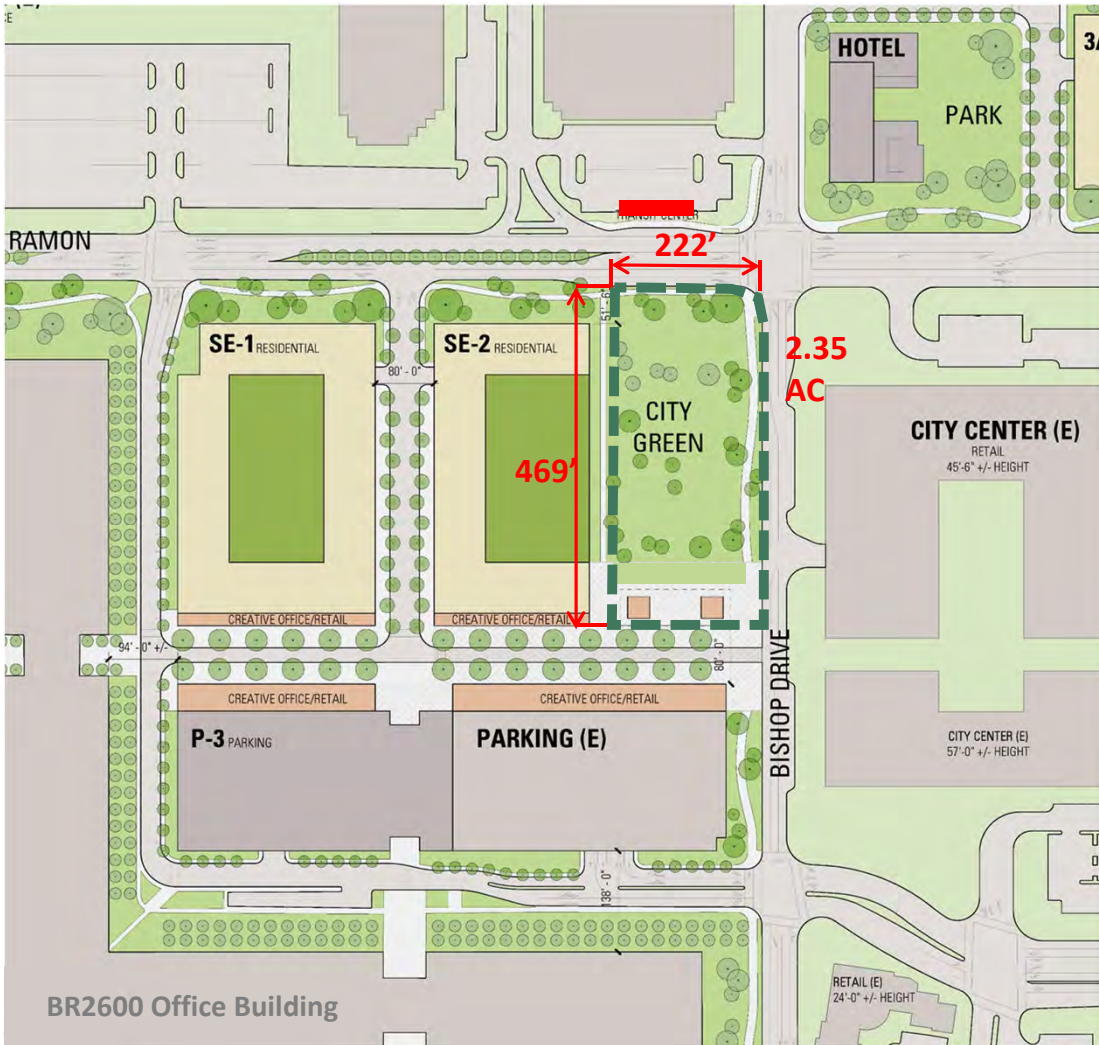 CE
HOTEL
PARK
TRANSIT CENTER
RAMON
222’
51' - 6"
SE-1 RESIDENTIAL
SE-2 RESIDENTIAL
80' - 0"
2.35
AC
CITY
GREEN
469’
CITY CENTER (E)
RETAIL
45'-6" +/- HEIGHT
CREATIVE OFFICE/RETAIL
CREATIVE OFFICE/RETAIL
94' - 0" +/-
80' - 0"
BISHOP DRIVE
CREATIVE OFFICE/RETAIL
CREATIVE OFFICE/RETAIL
P-3 PARKING
PARKING (E)
CITY CENTER (E)
57'-0" +/- HEIGHT
138' - 0"
RETAIL (E)
24'-0" +/- HEIGHT
BR2600 Office Building